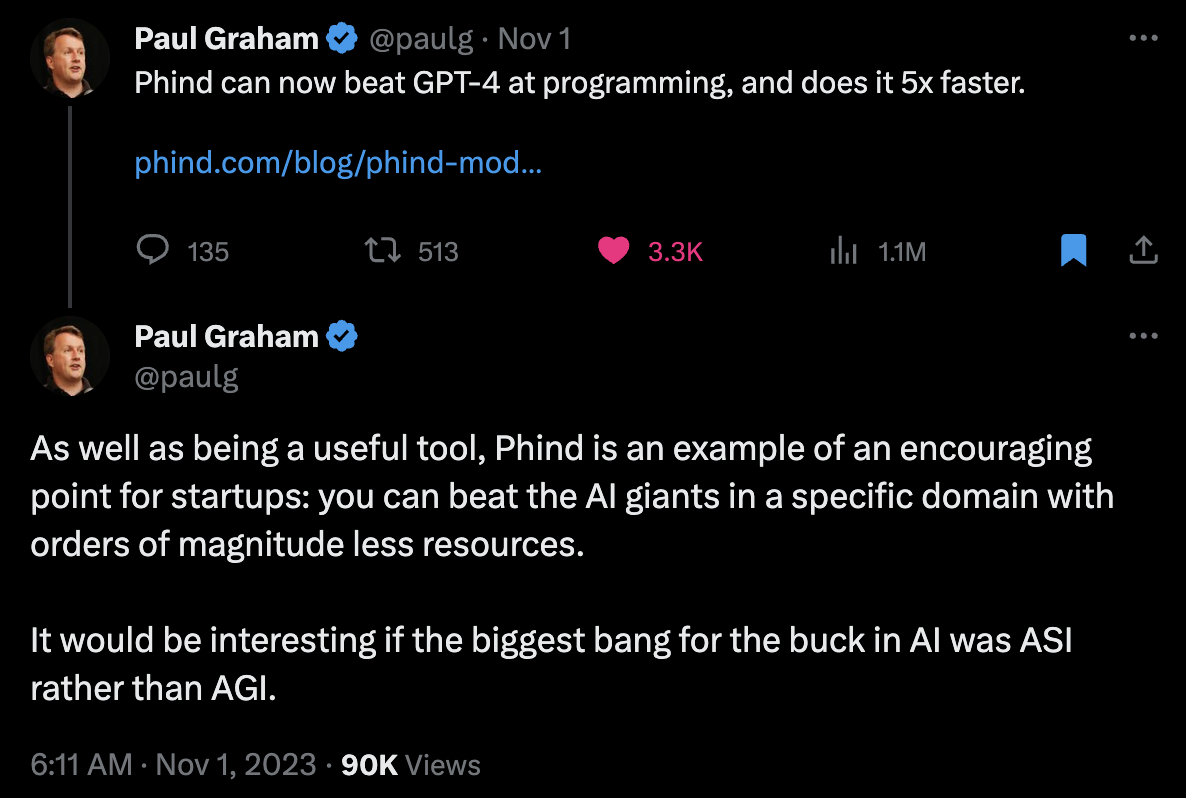 Paul Graham @paulg · Nov 1
Phind can now beat GPT-4 at programming, and does it 5x faster.
phind.com/blog/phind-mod…
135 513 3.3K 1.1M
Paul Graham
@paulg
As well as being a useful tool, Phind is an example of an encouraging
point for startups: you can beat the AI giants in a specific domain with
orders of magnitude less resources.
It would be interesting if the biggest bang for the buck in AI was ASI
rather than AGI.
6:11 AM · Nov 1, 2023 · 90K Views